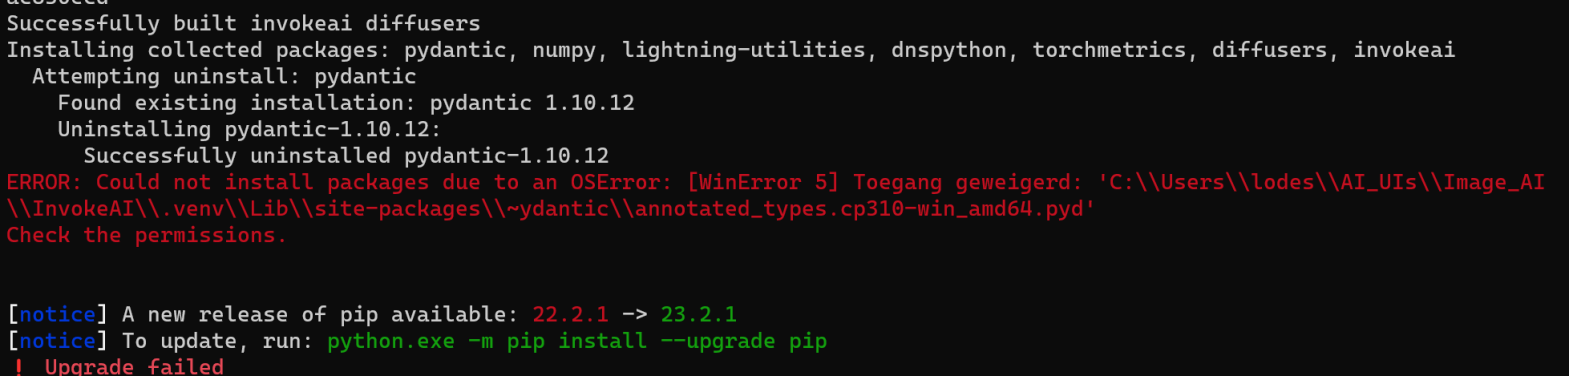 Successfully built invokeai diffusers
Installing collected packages: pydantic, numpy, lightning-utilities, dnspython, torchmetrics, diffusers, invokeai
Attempting uninstall: pydantic
Found existing installation: pydantic 1.10.12
Uninstalling pydantic-1.10.12:
Successfully uninstalled pydantic-1.10.12
ERROR: Could not install packages due to an OSError: [WinError 5] Toegang geweigerd: 'C:\\Users\\lodes\\AI_UIs\\Image_AI
\\InvokeAI\\.venv\\Lib\\site-packages\\~ydantic\\annotated_types.cp310-win_amd64.pyd'
Check the permissions.
[notice] A new release of pip available: 22.2.1 -> 23.2.1
[notice] To update, run: python.exe -m pip install --upgrade pip
! Upgrade failed